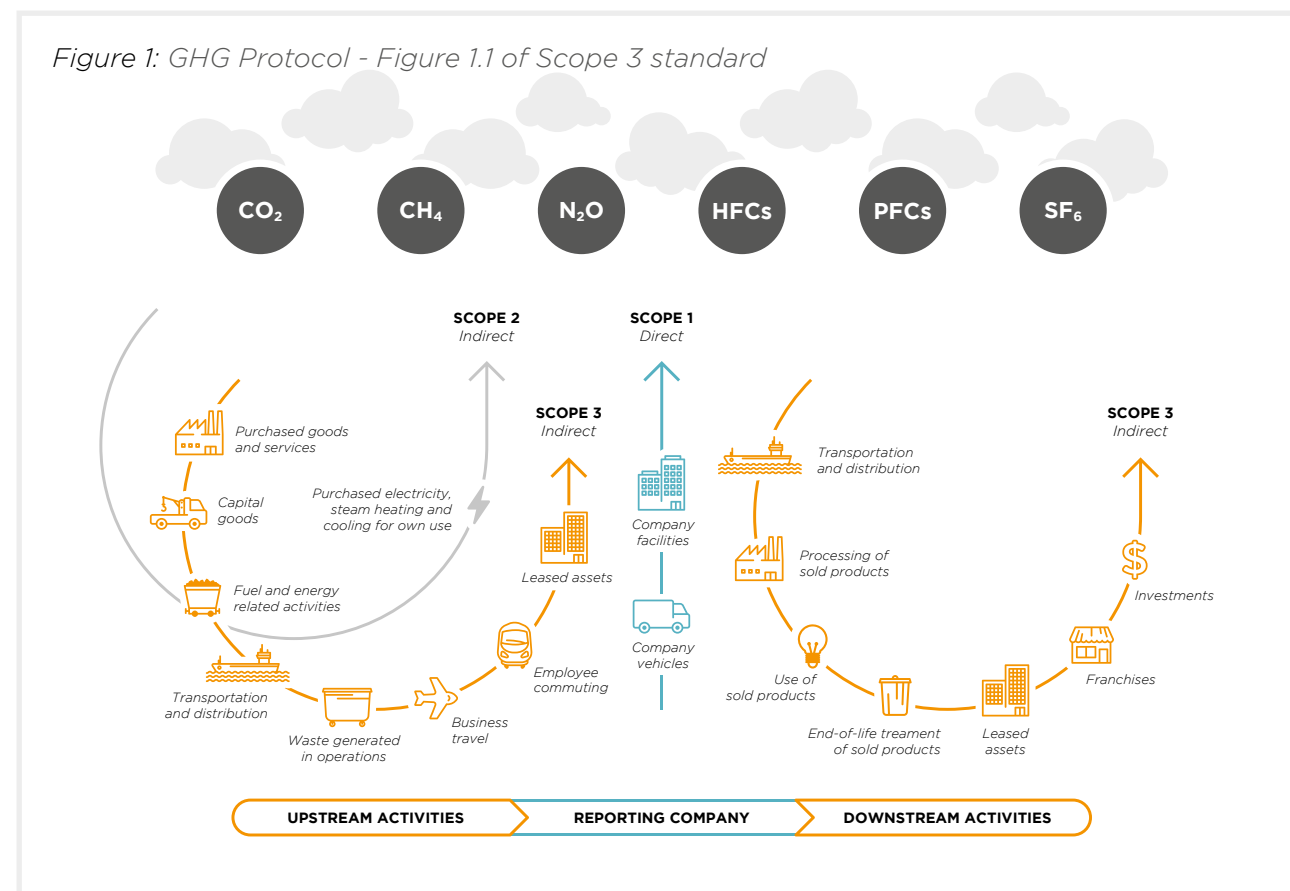 Figure 1: GHG Protocol - Figure 1.1 of Scope 3 standard
CO₂
CH₄
N₂O
HFCs
PFCs
SF₆
SCOPE 2
Indirect
SCOPE 1
Direct
SCOPE 3
Indirect
SCOPE 3
Indirect
Purchased goods
and services
Capital
goods
Fuel and energy
related activities
Transportation
and distribution
Waste generated
in operations
Business
travel
Employee
commuting
Leased assets
Purchased electricity,
steam heating and
cooling for own use
Company
facilities
Company
vehicles
Transportation
and distribution
Processing of
sold products
Use of
sold products
End-of-life treament
of sold products
Leased
assets
Franchises
Investments
$
UPSTREAM ACTIVITIES
REPORTING COMPANY
DOWNSTREAM ACTIVITIES